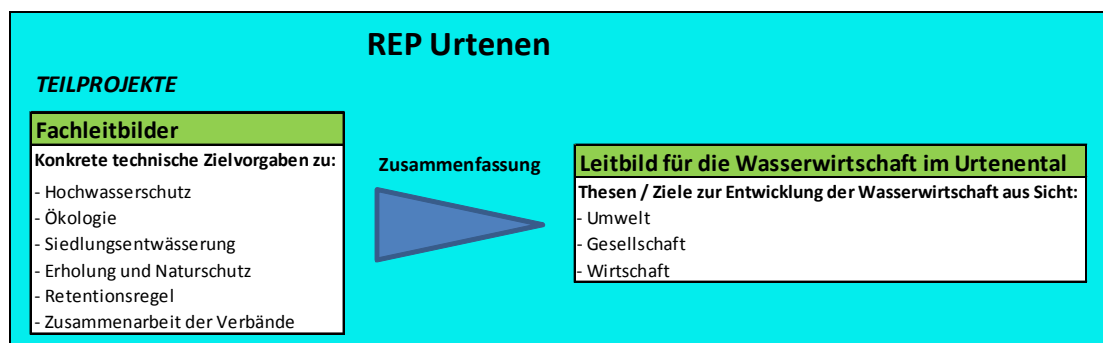 REP Urtenen
TEILPROJEKTE
Fachleitbilder
Konkrete technische Zielvorgaben zu:
- Hochwasserschutz
- Ökologie
- Siedlungsentwässerung
- Erholung und Naturschutz
- Retentionsregel
- Zusammenarbeit der Verbände
Zusammenfassung
Leitbild für die Wasserwirtschaft im Urtenental
Thesen / Ziele zur Entwicklung der Wasserwirtschaft aus Sicht:
- Umwelt
- Gesellschaft
- Wirtschaft